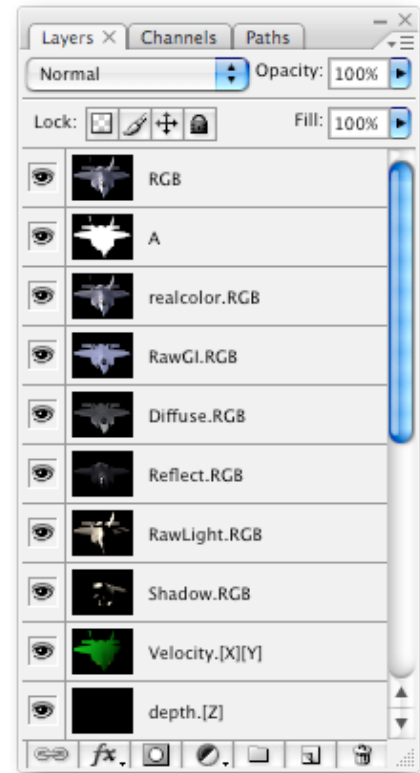 Layers × Channels Paths
Normal Opacity: 100%
Lock: Fill: 100%
RGB
A
realcolor.RGB
RawGI.RGB
Diffuse.RGB
Reflect.RGB
RawLight.RGB
Shadow.RGB
Velocity.[X][Y]
depth.[Z]
fx.